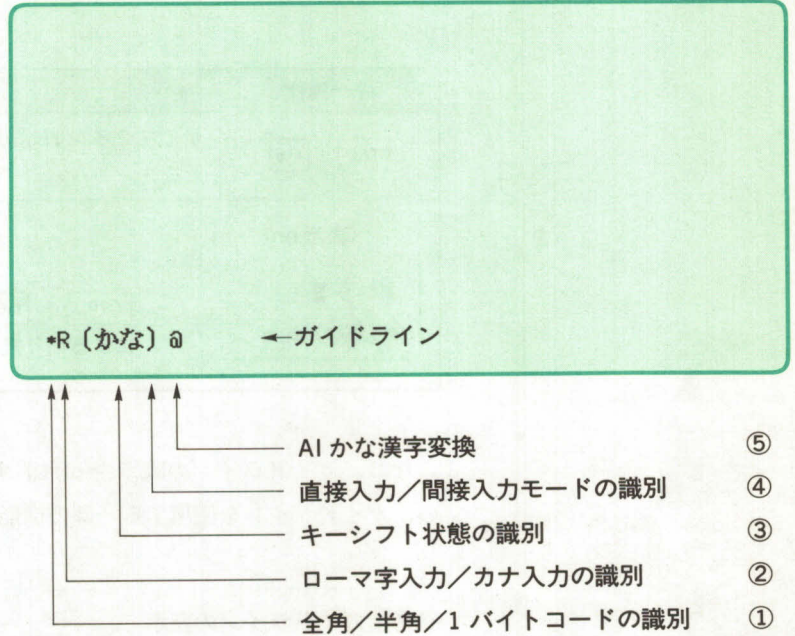 *R〔かな〕@ ←ガイドライン
AI かな漢字変換 ⑤
直接入力／間接入力モードの識別 ④
キーシフト状態の識別 ③
ローマ字入力／カナ入力の識別 ②
全角／半角／1 バイトコードの識別 ①